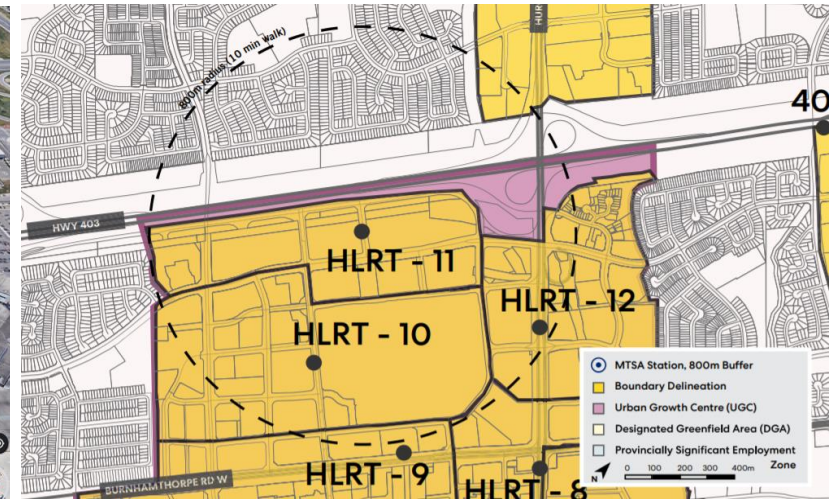 HUR
800m radius (10 min walk)
40
HWY 403
HLRT - 11
HLRT - 12
HLRT - 10
MTSA Station, 800m Buffer
Boundary Delineation
Urban Growth Centre (UGC)
Designated Greenfield Area (DGA)
Provincially Significant Employment
Zone
N
0 100 200 300 400m
HLRT - 9
BURNHAMTHORPE RD W
HLRT - 8